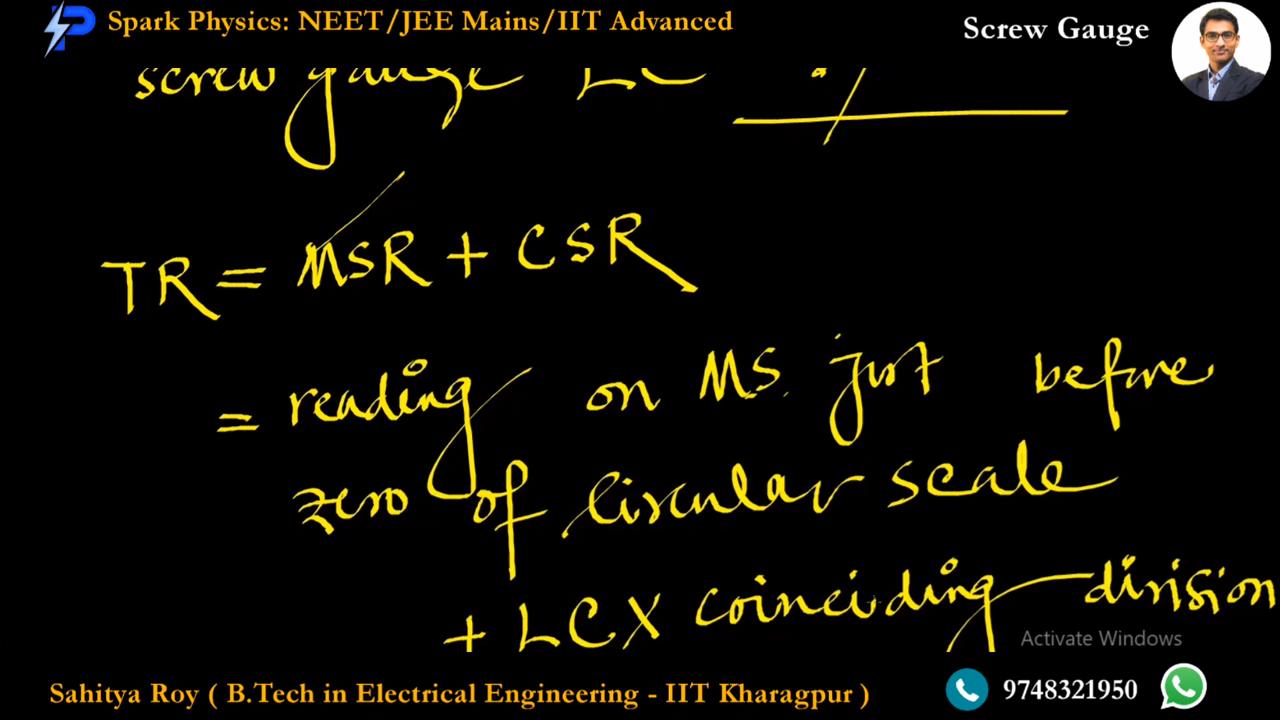 Spark Physics: NEET/JEE Mains/IIT Advanced
Screw Gauge
screw gauge LC
TR = MSR + CSR
= reading on MS. just before
zero of Circular scale
+ LCX coinciding division
Activate Windows
Sahitya Roy ( B.Tech in Electrical Engineering - IIT Kharagpur )
9748321950